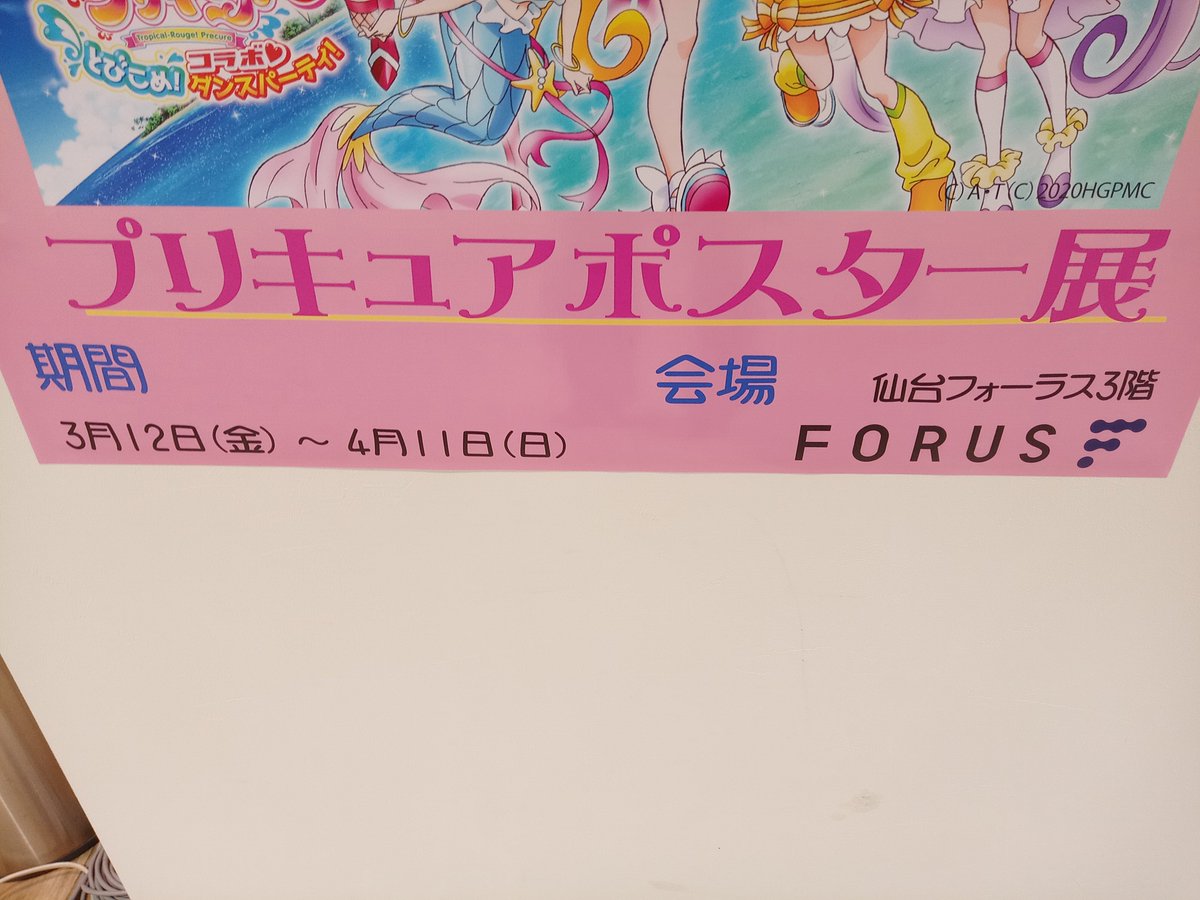 Tropical-Rouge! Precure
とびこめ!
コラボ♥
ダンスパーティ!
(C) A・T (C) 2020HGPMC
プリキュアポスター展
期間
3月12日(金) ~ 4月11日(日)
会場
仙台フォーラス3階
FORUS